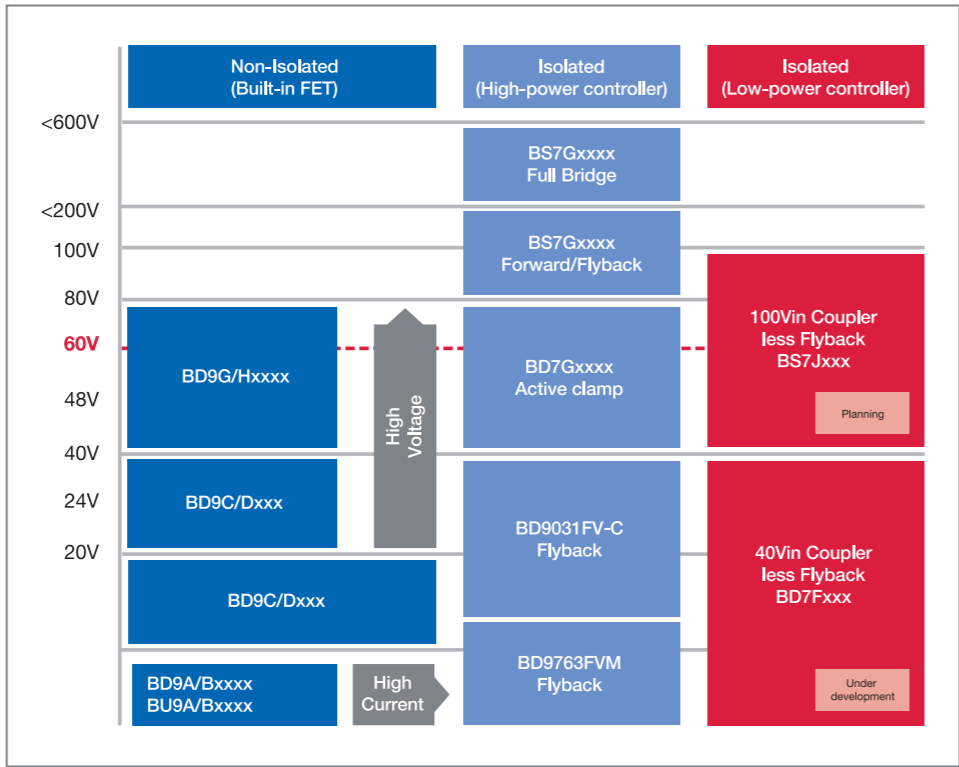 Non-Isolated
(Built-in FET)
Isolated
(High-power controller)
Isolated
(Low-power controller)
<600V
<200V
100V
80V
60V
48V
40V
24V
20V
BS7Gxxxx
Full Bridge
BS7Gxxxx
Forward/Flyback
BD9G/Hxxxx
High
Voltage
BD7Gxxxx
Active clamp
100Vin Coupler
less Flyback
BS7Jxxx
Planning
BD9C/Dxxx
BD9031FV-C
Flyback
40Vin Coupler
less Flyback
BD7Fxxx
Under
development
BD9C/Dxxx
BD9A/Bxxxx
BU9A/Bxxxx
High
Current
BD9763FVM
Flyback